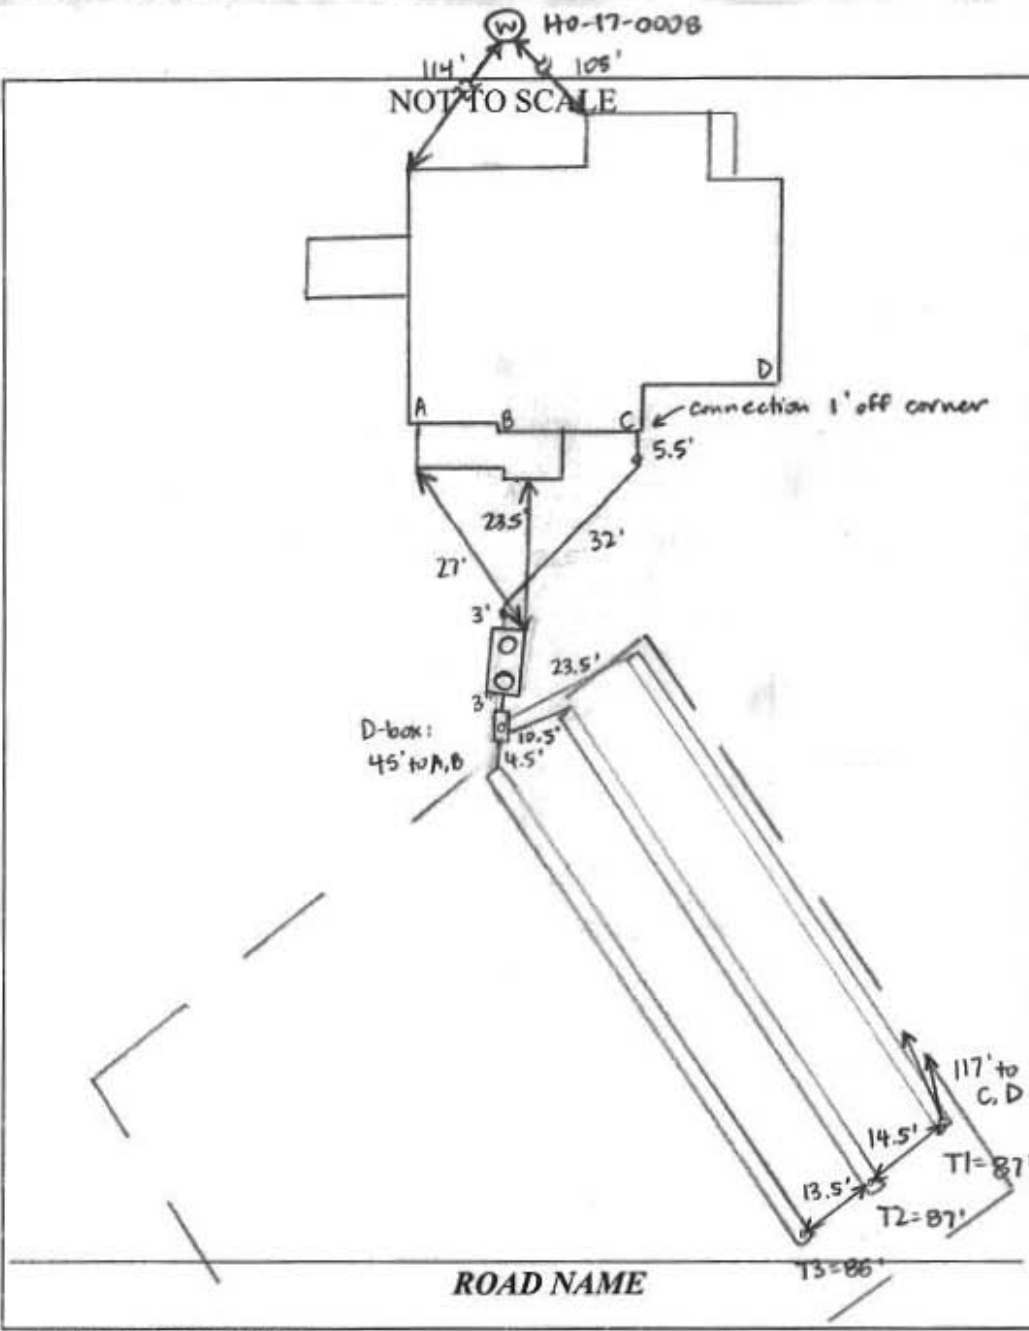 W HO-17-0008
114' 108'
NOT TO SCALE
D
A B C connection 1' off corner
5.5'
23.5'
32'
27'
3'
23.5'
3'
D-box:
45' to A, B
10.5'
4.5'
117' to
C, D
14.5'
T1=87'
13.5'
T2=87'
T3=86'
ROAD NAME